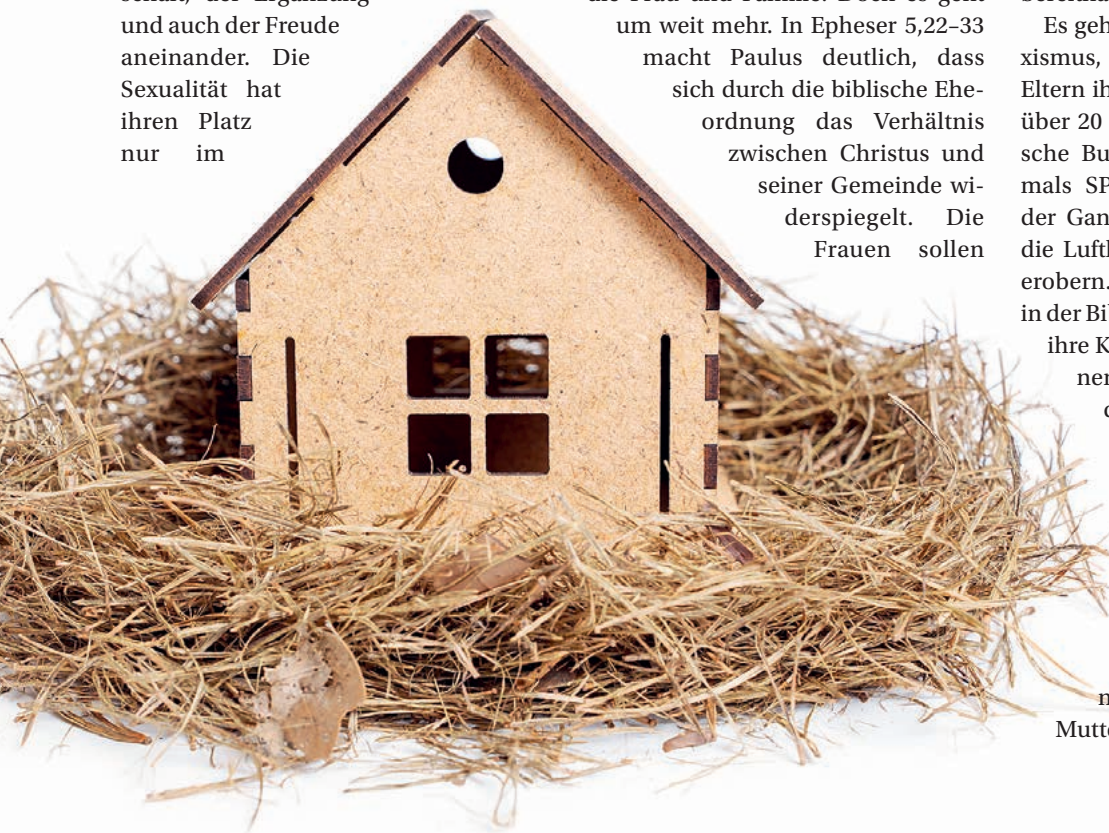 und auch der Freude
aneinander. Die
Sexualität hat
ihren Platz
nur im
um weit mehr. In Epheser 5,22–33
macht Paulus deutlich, dass
sich durch die biblische Ehe-
ordnung das Verhältnis
zwischen Christus und
seiner Gemeinde wi-
derspiegelt. Die
Frauen sollen
Es geh
xismus,
Eltern ih
über 20
sche Bu
mals SP
der Gan
die Luft
erobern.
in der Bi
ihre K